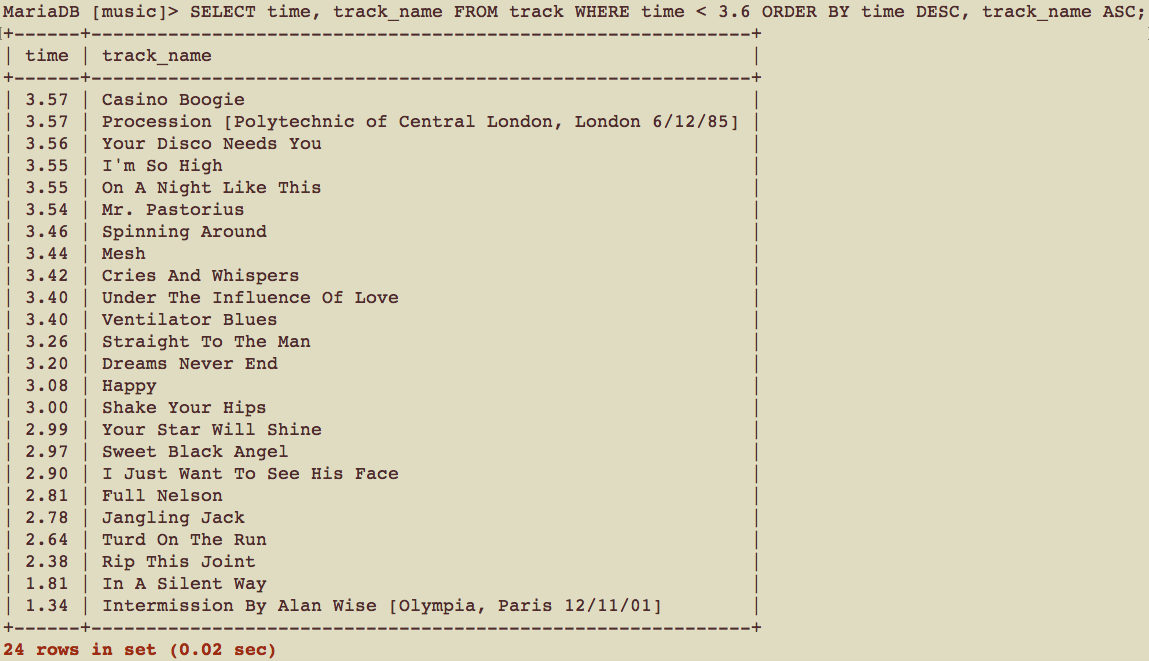 MariaDB [music]> SELECT time, track_name FROM track WHERE time < 3.6 ORDER BY time DESC, track_name ASC;
+------+------------------------------------------------------------+
| time | track_name                                                 |
+------+------------------------------------------------------------+
| 3.57 | Casino Boogie                                              |
| 3.57 | Procession [Polytechnic of Central London, London 6/12/85] |
| 3.56 | Your Disco Needs You                                       |
| 3.55 | I'm So High                                                |
| 3.55 | On A Night Like This                                       |
| 3.54 | Mr. Pastorius                                              |
| 3.46 | Spinning Around                                            |
| 3.44 | Mesh                                                       |
| 3.42 | Cries And Whispers                                         |
| 3.40 | Under The Influence Of Love                                |
| 3.40 | Ventilator Blues                                           |
| 3.26 | Straight To The Man                                        |
| 3.20 | Dreams Never End                                           |
| 3.08 | Happy                                                      |
| 3.00 | Shake Your Hips                                            |
| 2.99 | Your Star Will Shine                                       |
| 2.97 | Sweet Black Angel                                          |
| 2.90 | I Just Want To See His Face                                |
| 2.81 | Full Nelson                                                |
| 2.78 | Jangling Jack                                              |
| 2.64 | Turd On The Run                                            |
| 2.38 | Rip This Joint                                             |
| 1.81 | In A Silent Way                                            |
| 1.34 | Intermission By Alan Wise [Olympia, Paris 12/11/01]        |
+------+------------------------------------------------------------+
24 rows in set (0.02 sec)